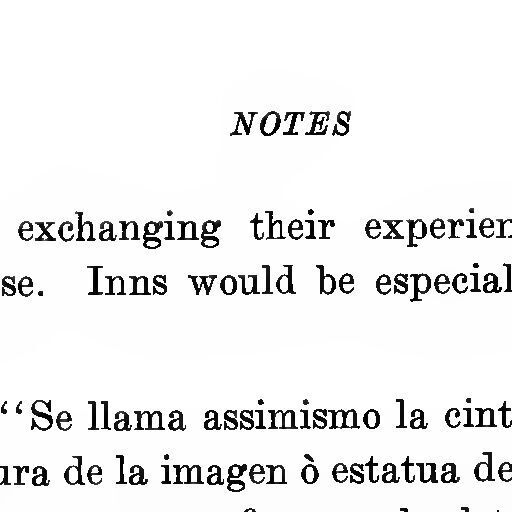 NOTES
exchanging their experien
se. Inns would be especial
“Se llama assimismo la cint
ura de la imagen ò estatua de